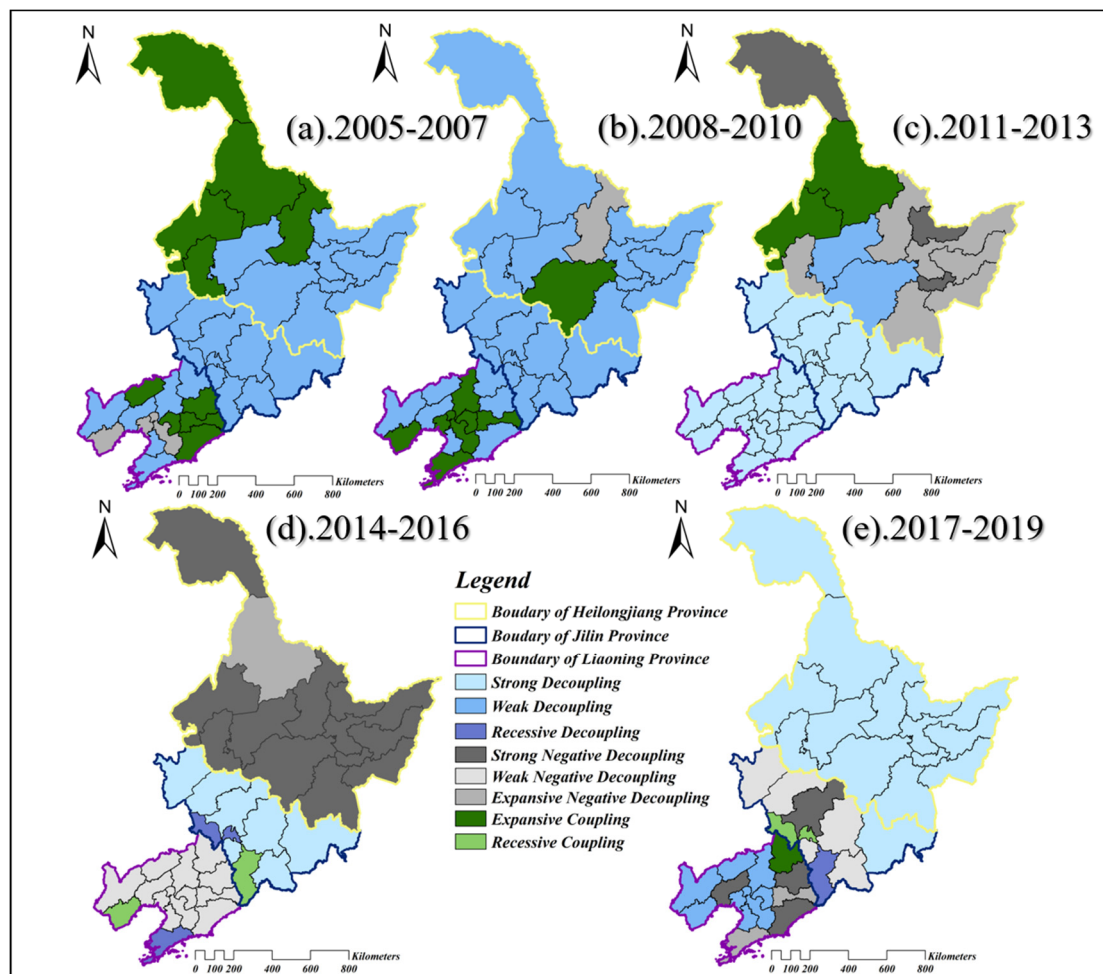 N
N
N
(a).2005-2007
(b).2008-2010
(c).2011-2013
0 100 200 400 600 800 Kilometers
0 100 200 400 600 800 Kilometers
0 100 200 400 600 800 Kilometers
N
(d).2014-2016
N
(e).2017-2019
Legend
Boudary of Heilongjiang Province
Boudary of Jilin Province
Boundary of Liaoning Province
Strong Decoupling
Weak Decoupling
Recessive Decoupling
Strong Negative Decoupling
Weak Negative Decoupling
Expansive Negative Decoupling
Expansive Coupling
Recessive Coupling
0 100 200 400 600 800 Kilometers
0 100 200 400 600 800 Kilometers